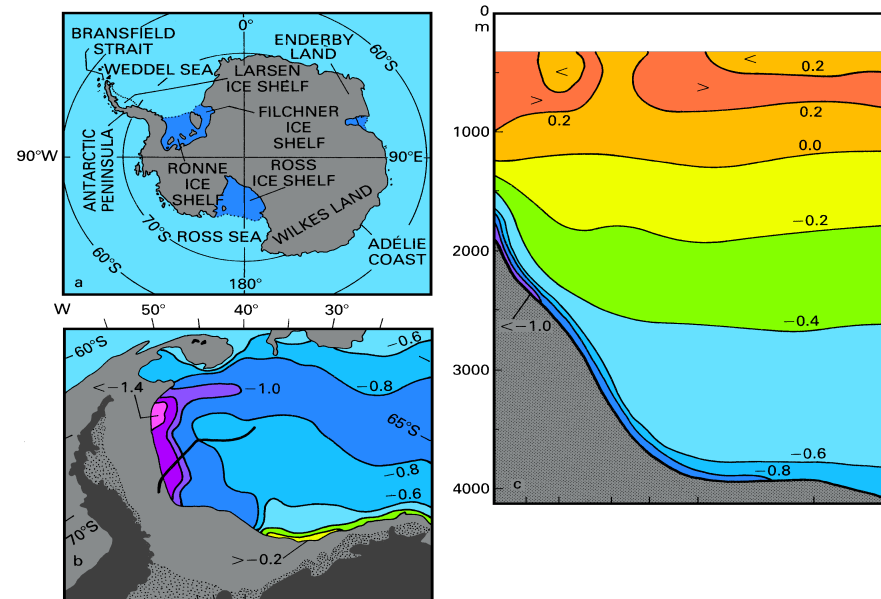 BRANSFIELD
STRAIT
WEDDEL SEA
0°
LARSEN
ICE SHELF
ENDERBY
LAND
60°S
FILCHNER
ICE
SHELF
90°W
ANTARCTIC
PENINSULA
RONNE
ICE
SHELF
ROSS
ICE SHELF
90°E
WILKES LAND
70°S
ROSS SEA
ADÉLIE
COAST
60°S
180°
a
W 50° 40° 30°
60°S
-0.6
<-1.4
-1.0
-0.8
65°S
-0.8
-0.6
70°S
>-0.2
b
0
m
<
<
0.2
>
>
0.2
0.2
1000
0.0
-0.2
2000
-0.4
<-1.0
3000
-0.6
-0.8
4000
c